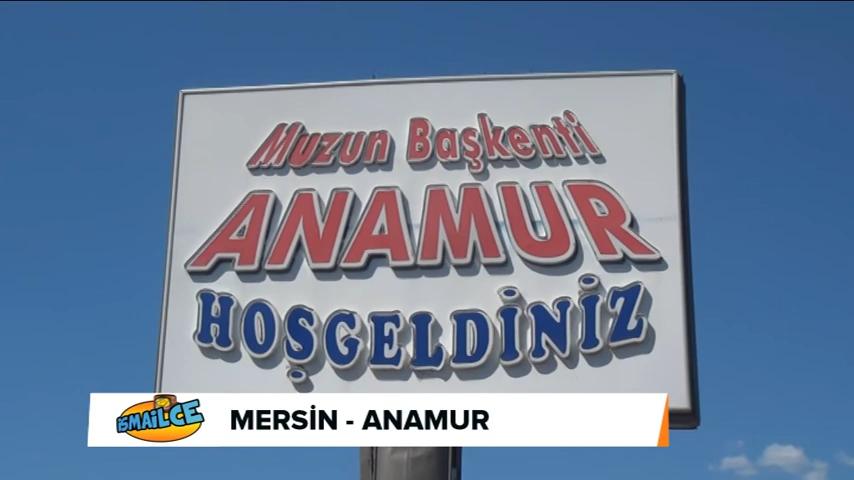 Muzun Başkenti
ANAMUR
HOŞGELDİNİZ
İSMAİLCE
MERSİN - ANAMUR